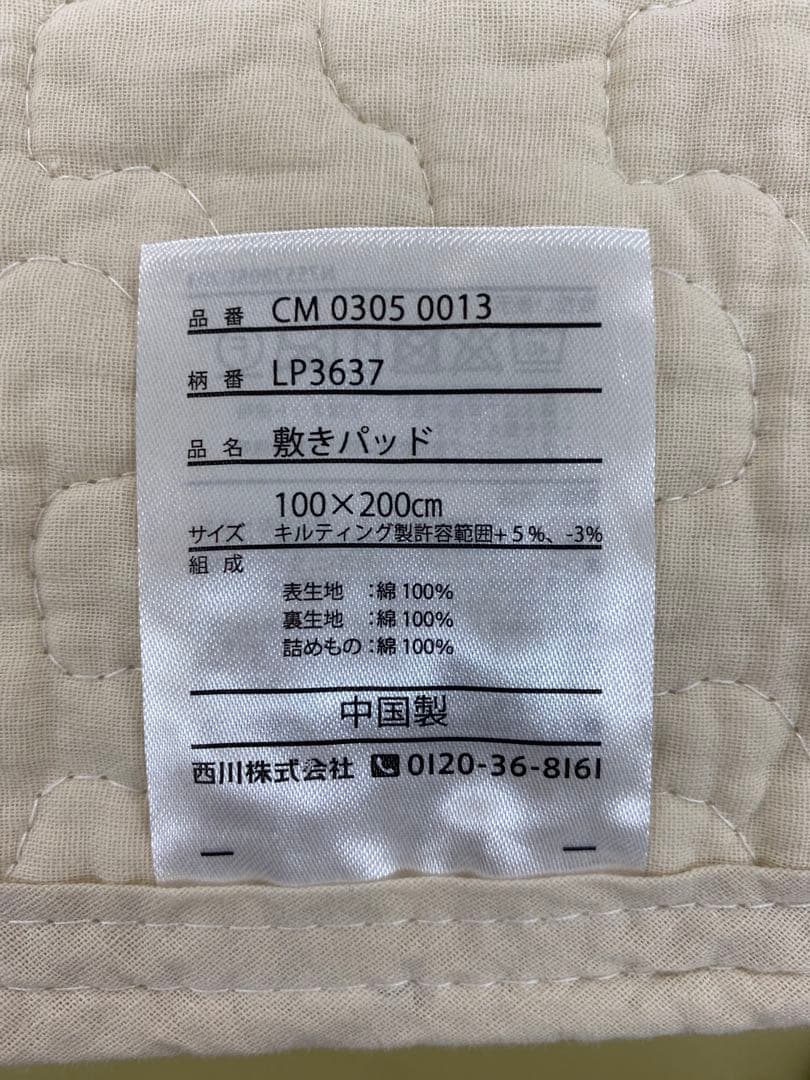 品 番 CM 0305 0013
柄 番 LP3637
品 名 敷きパッド
100×200㎝
サイズ キルティング製許容範囲+５%、-3%
組 成
表生地 :綿 100%
裏生地 :綿 100%
詰めもの :綿 100%
中国製
西川株式会社 0120-36-8161